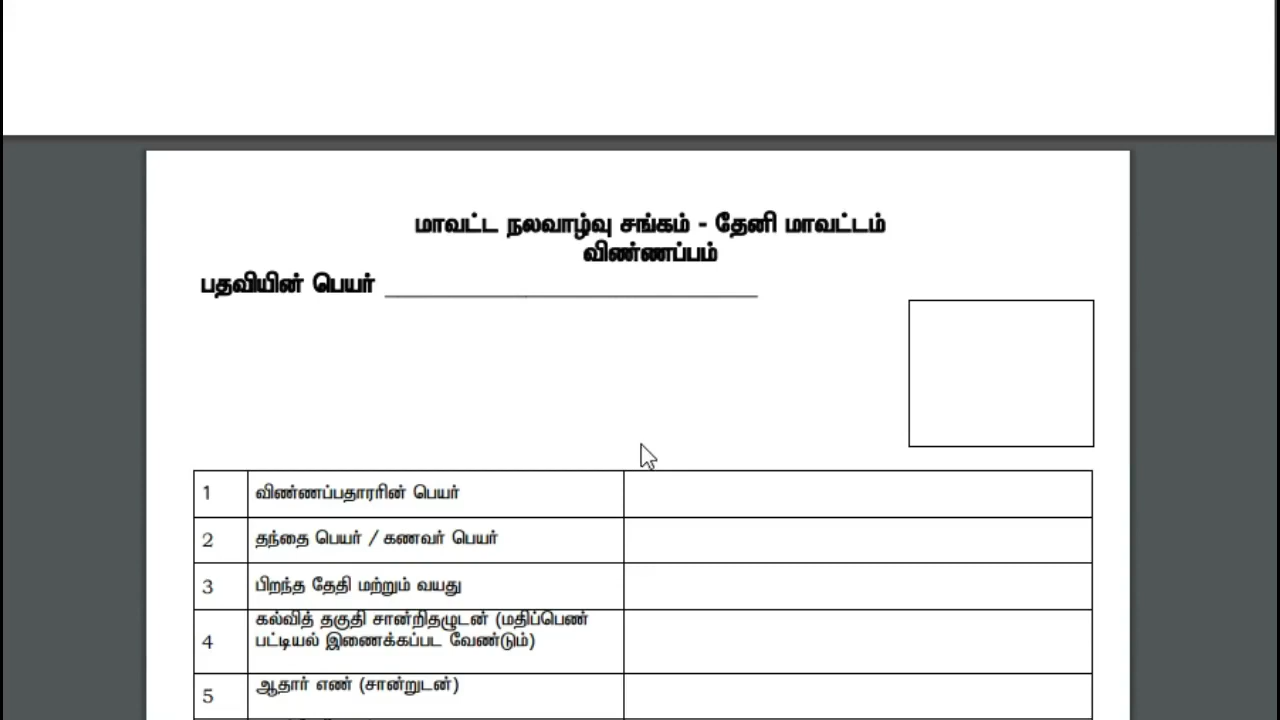 மாவட்ட நலவாழ்வு சங்கம் - தேனி மாவட்டம்
விண்ணப்பம்
பதவியின் பெயர் ______________________________
1 விண்ணப்பதாரரின் பெயர்
2 தந்தை பெயர் / கணவர் பெயர்
3 பிறந்த தேதி மற்றும் வயது
4 கல்வித் தகுதி சான்றிதழுடன் (மதிப்பெண்
பட்டியல் இணைக்கப்பட வேண்டும்)
5 ஆதார் எண் (சான்றுடன்)